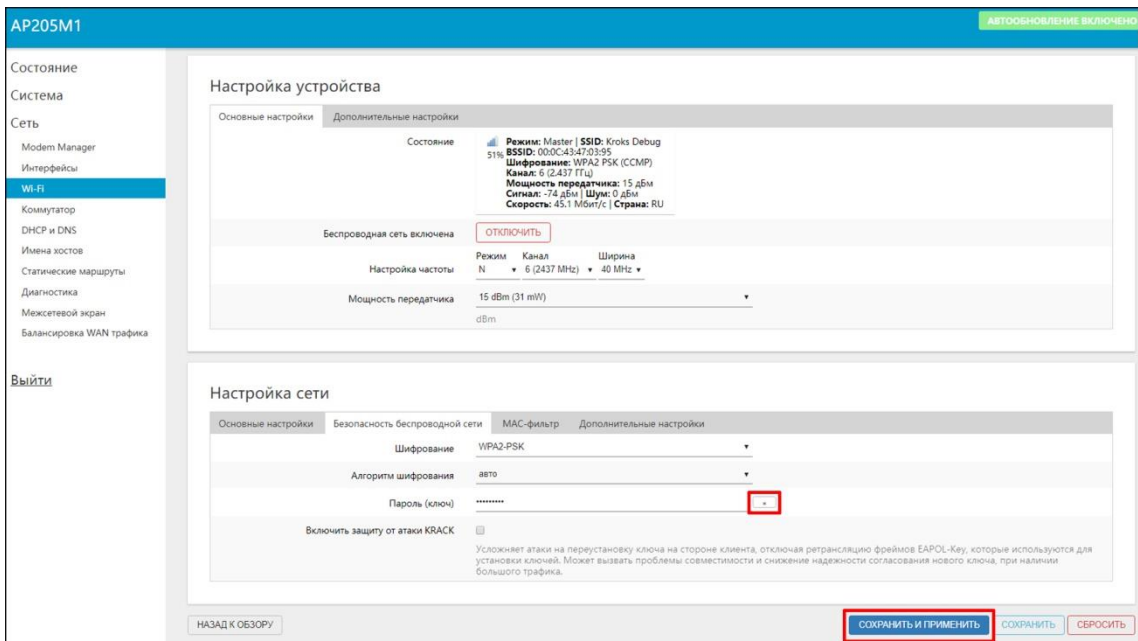 AP205M1
АВТООБНОВЛЕНИЕ ВКЛЮЧЕНО
Состояние
Система
Сеть
Modem Manager
Интерфейсы
Wi-Fi
Коммутатор
DHCP и DNS
Имена хостов
Статические маршруты
Диагностика
Межсетевой экран
Балансировка WAN трафика
Выйти
Настройка устройства
Основные настройки Дополнительные настройки
Состояние
51%
Режим: Master | SSID: Kroks Debug
BSSID: 00:0C:43:47:03:95
Шифрование: WPA2 PSK (CCMP)
Канал: 6 (2.437 ГГц)
Мощность передатчика: 15 дБм
Сигнал: -74 дБм | Шум: 0 дБм
Скорость: 45.1 Мбит/с | Страна: RU
Беспроводная сеть включена ОТКЛЮЧИТЬ
Режим Канал Ширина
Настройка частоты N 6 (2437 MHz) 40 MHz
Мощность передатчика 15 dBm (31 mW)
dBm
Настройка сети
Основные настройки Безопасность беспроводной сети MAC-фильтр Дополнительные настройки
Шифрование WPA2-PSK
Алгоритм шифрования авто
Пароль (ключ) •••••••••
Включить защиту от атаки KRACK
Усложняет атаки на переустановку ключа на стороне клиента, отключая ретрансляцию фреймов EAPOL-Key, которые используются для
установки ключей. Может вызвать проблемы совместимости и снижение надежности согласования нового ключа, при наличии
большого трафика.
НАЗАД К ОБЗОРУ СОХРАНИТЬ И ПРИМЕНИТЬ СОХРАНИТЬ СБРОСИТЬ